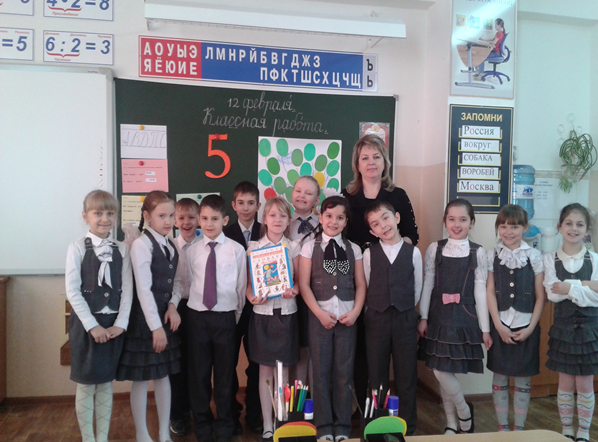 4·2=8
=5
6:2=3
АОУЫЭ
ЯЁЮИЕ
ЛМНРЙБВГДЖЗ
ПФКТШСХЦЧЩ
Ъ
Ь
12 февраля.
Классная работа.
5
ЗАПОМНИ
Россия
вокруг
собака
воробей
Москва